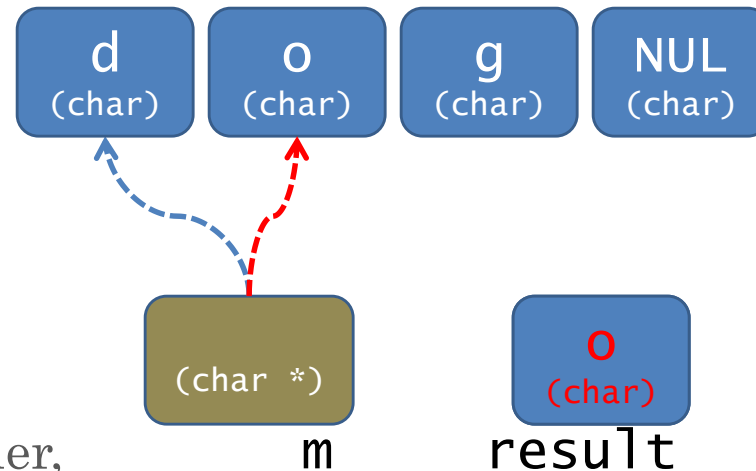 d o g NUL
(char) (char) (char) (char)
(char *)
o
(char)
m result